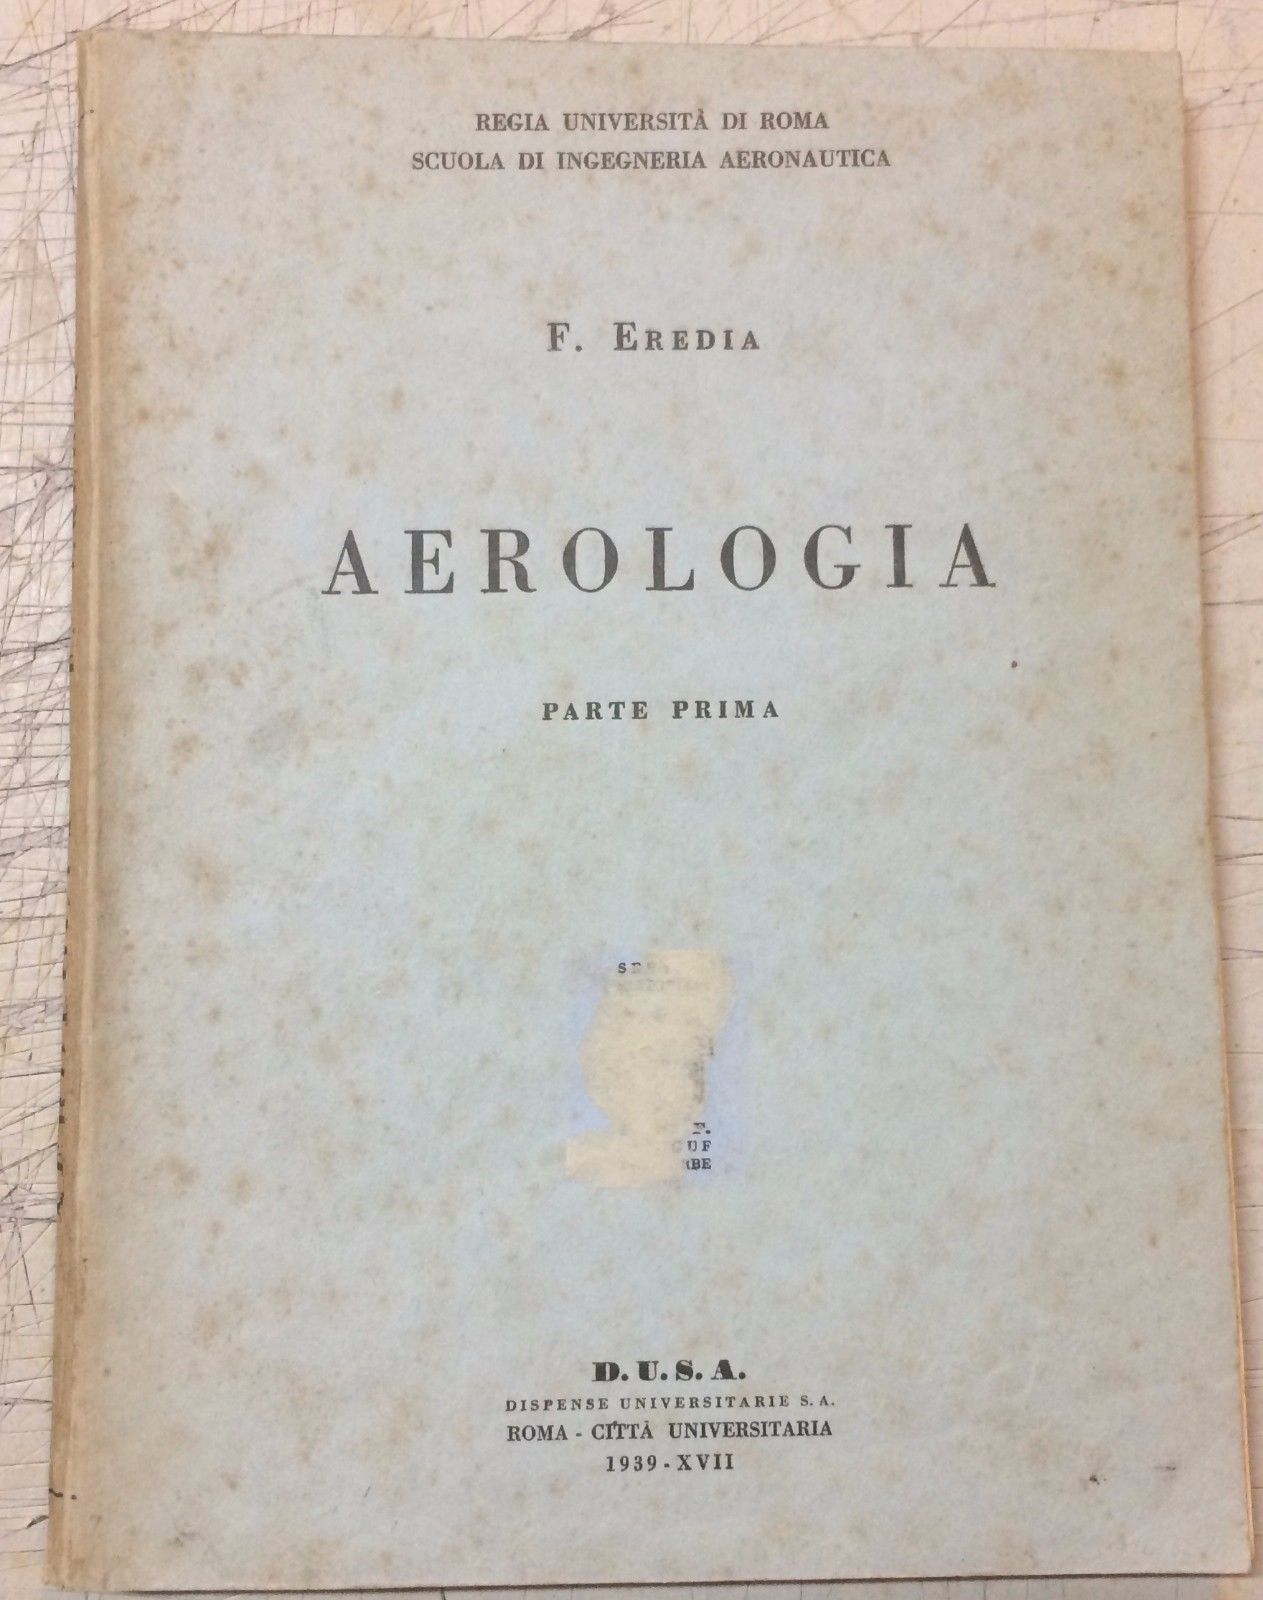 REGIA UNIVERSITÀ DI ROMA
SCUOLA DI INGEGNERIA AERONAUTICA
F. EREDIA
AEROLOGIA
PARTE PRIMA
F.
D.U.S.A.
DISPENSE UNIVERSITARIE S. A.
ROMA - CITTÀ UNIVERSITARIA
1939 - XVII